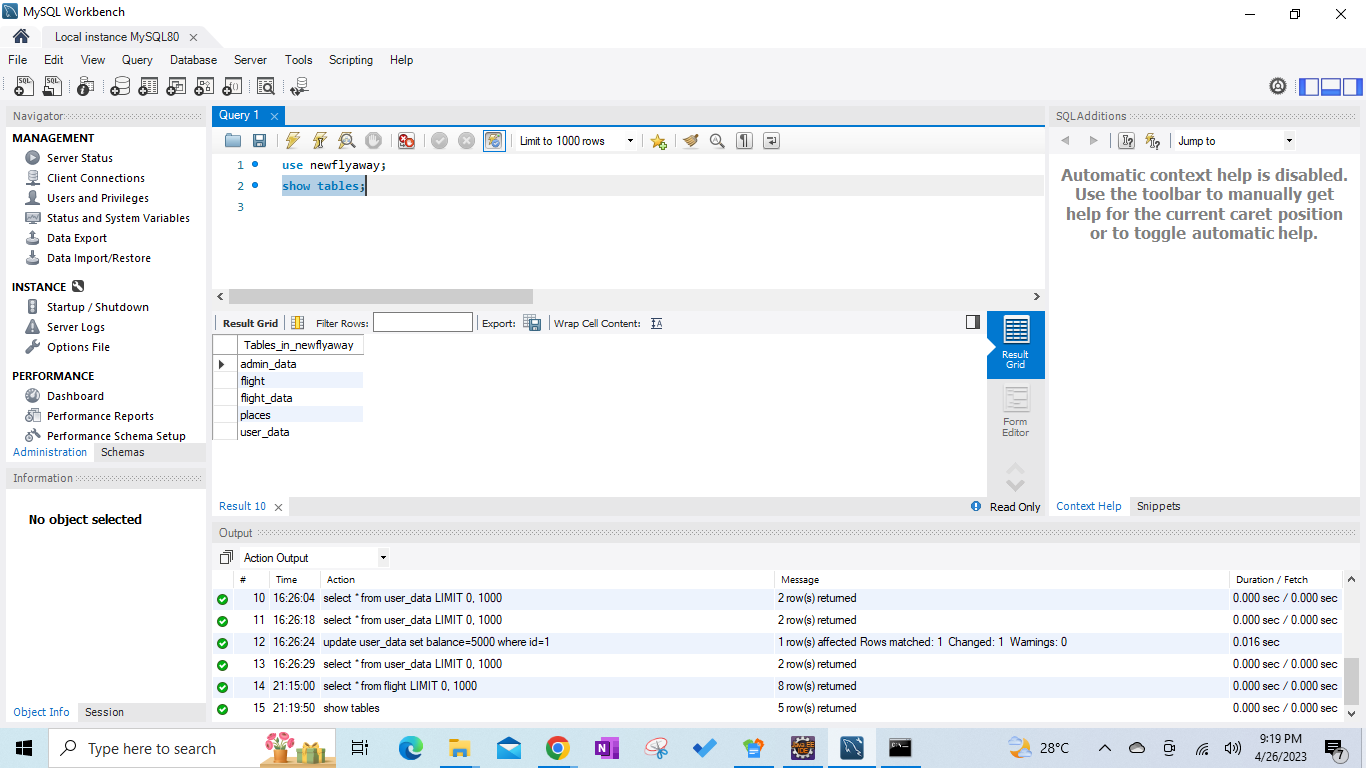 MySQL Workbench
Local instance MySQL80
File Edit View Query Database Server Tools Scripting Help
Navigator
MANAGEMENT
Server Status
Client Connections
Users and Privileges
Status and System Variables
Data Export
Data Import/Restore
INSTANCE
Startup / Shutdown
Server Logs
Options File
PERFORMANCE
Dashboard
Performance Reports
Performance Schema Setup
Administration Schemas
Information
No object selected
Object Info Session
Query 1
Limit to 1000 rows
1 use newflyaway;
2 show tables;
3
Result Grid Filter Rows: Export: Wrap Cell Content:
Tables_in_newflyaway
admin_data
flight
flight_data
places
user_data
Result Grid
Form Editor
Result 10 Read Only
SQLAdditions
Jump to
Automatic context help is disabled.
Use the toolbar to manually get
help for the current caret position
or to toggle automatic help.
Context Help Snippets
Output
Action Output
# Time Action Message Duration / Fetch
10 16:26:04 select * from user_data LIMIT 0, 1000 2 row(s) returned 0.000 sec / 0.000 sec
11 16:26:18 select * from user_data LIMIT 0, 1000 2 row(s) returned 0.000 sec / 0.000 sec
12 16:26:24 update user_data set balance=5000 where id=1 1 row(s) affected Rows matched: 1 Changed: 1 Warnings: 0 0.016 sec
13 16:26:29 select * from user_data LIMIT 0, 1000 2 row(s) returned 0.000 sec / 0.000 sec
14 21:15:00 select * from flight LIMIT 0, 1000 8 row(s) returned 0.000 sec / 0.000 sec
15 21:19:50 show tables 5 row(s) returned 0.000 sec / 0.000 sec
Type here to search
28°C
9:19 PM
4/26/2023
7